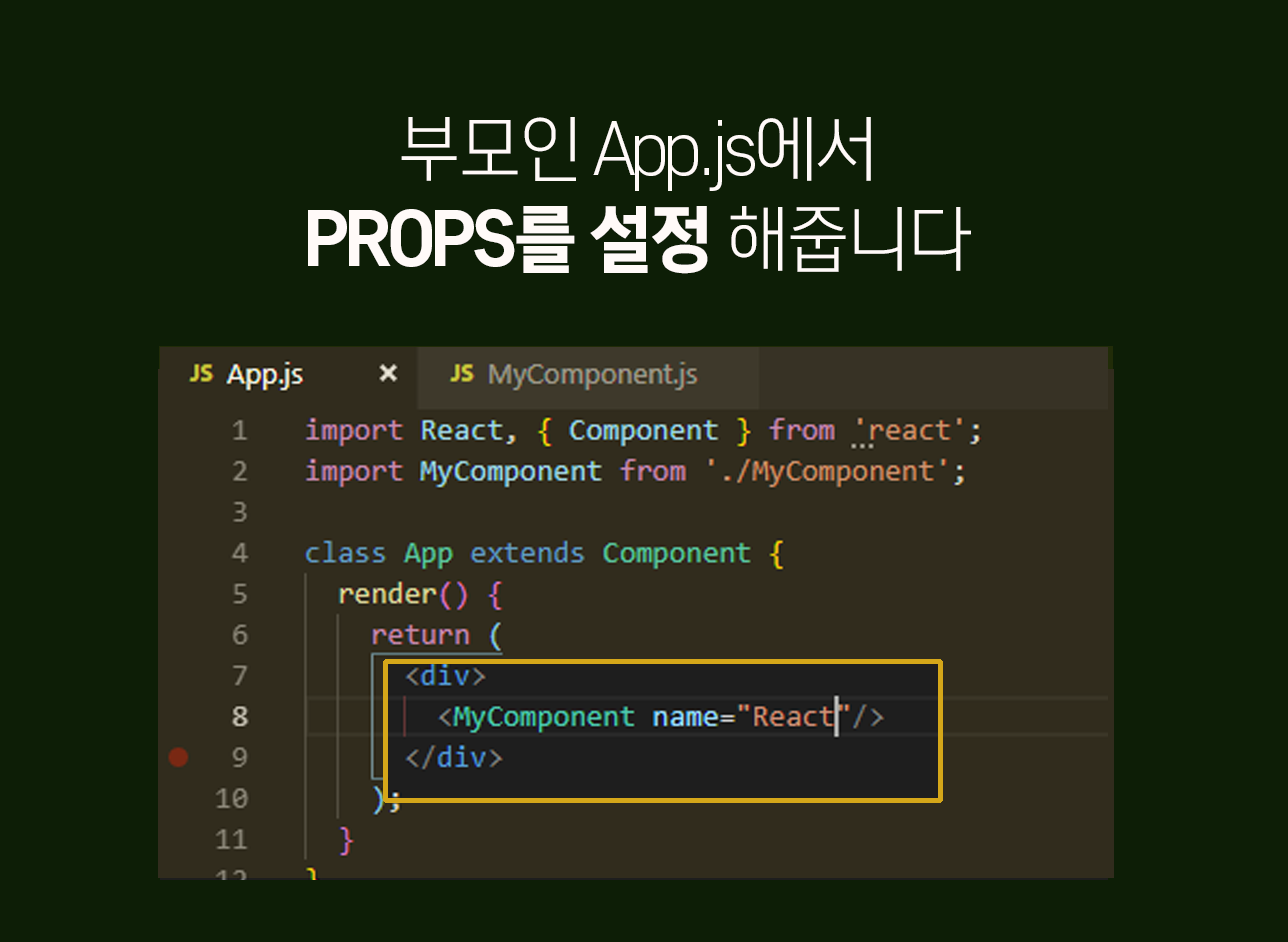 부모인 App.js에서
PROPS를 설정 해줍니다
JS App.js × JS MyComponent.js
1 import React, { Component } from 'react';
2 import MyComponent from './MyComponent';
3
4 class App extends Component {
5 render() {
6 return (
7 <div>
8 <MyComponent name="React"/>
9 </div>
10 );
11 }
12 }